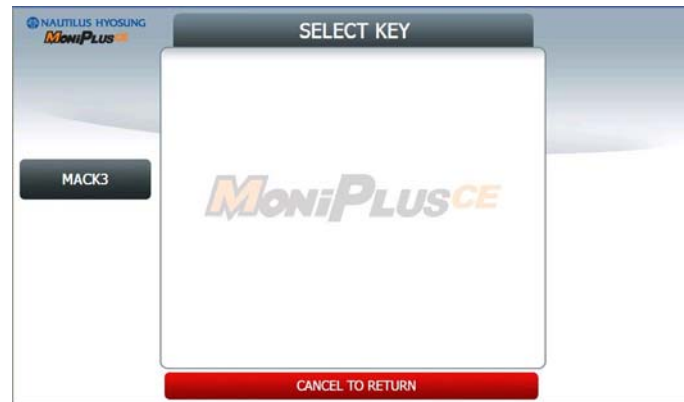 NAUTILUS HYOSUNG
MONiPLUSCE
SELECT KEY
MACK3
MONiPLUSCE
CANCEL TO RETURN